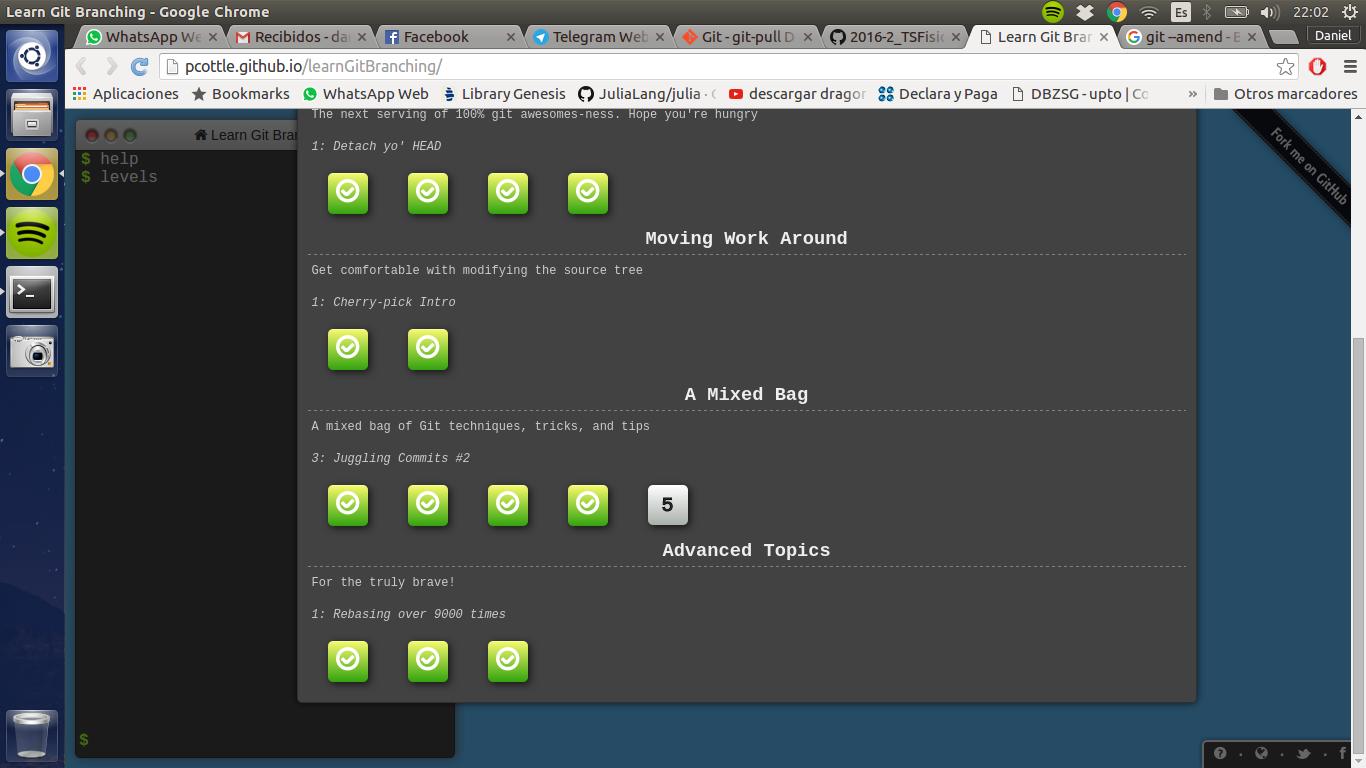 Learn Git Branching - Google Chrome
Es
22:02
WhatsApp We
Recibidos - da
Facebook
Telegram Web
Git - git-pull D
2016-2_TSFisi
Learn Git Bran
git --amend - B
Daniel
pcottle.github.io/learnGitBranching/
Aplicaciones
Bookmarks
WhatsApp Web
Library Genesis
JuliaLang/julia ·
descargar dragor
Declara y Paga
DBZSG - upto | Co
»
Otros marcadores
Learn Git Bran
$ help
$ levels
$
The next serving of 100% git awesomes-ness. Hope you're hungry
1: Detach yo' HEAD
Moving Work Around
Get comfortable with modifying the source tree
1: Cherry-pick Intro
A Mixed Bag
A mixed bag of Git techniques, tricks, and tips
3: Juggling Commits #2
5
Advanced Topics
For the truly brave!
1: Rebasing over 9000 times
Fork me on GitHub